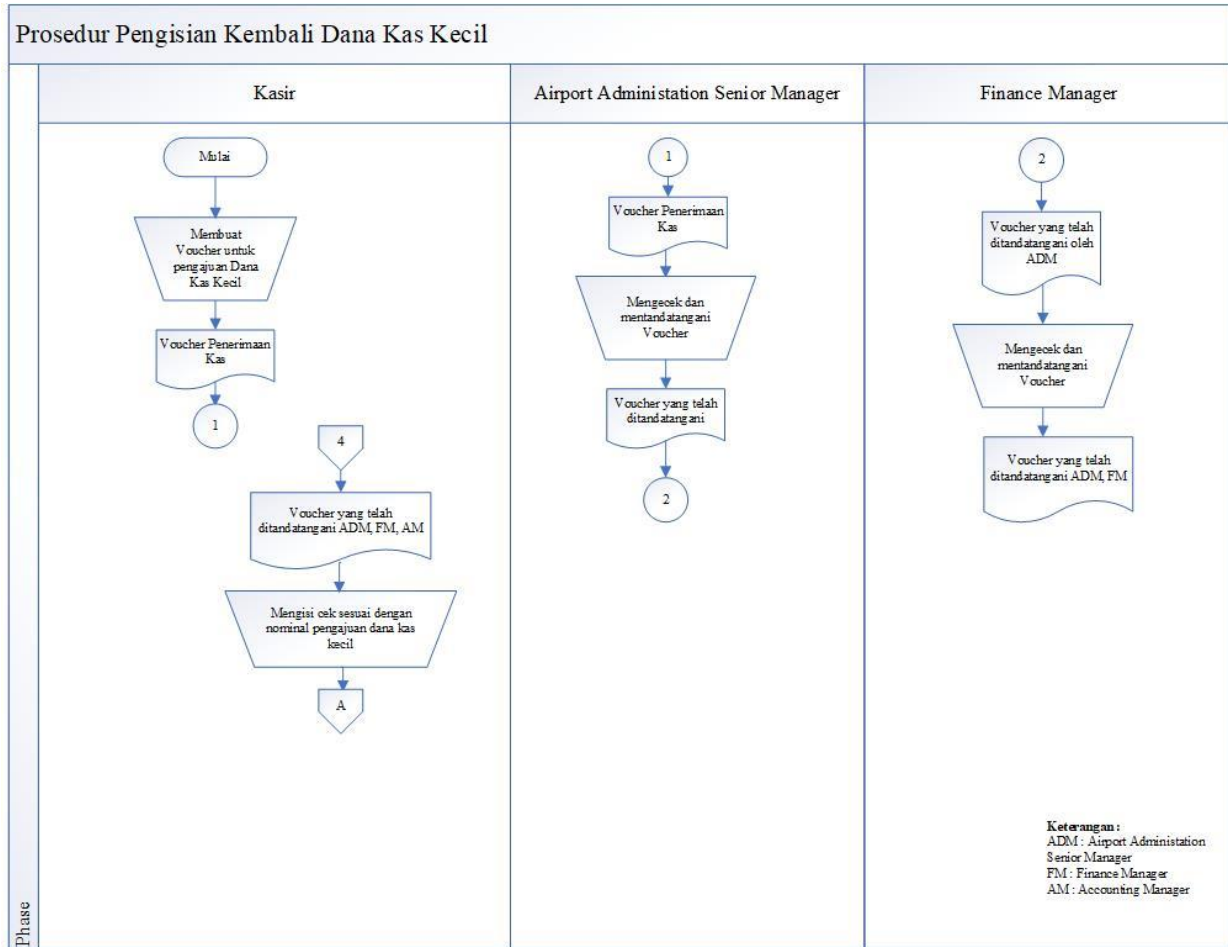 Prosedur Pengisian Kembali Dana Kas Kecil
Kasir
Airport Administation Senior Manager
Finance Manager
Phase
Mulai
Membuat
Voucher untuk
pengajuan Dana
Kas Kecil
Voucher Penerimaan
Kas
1
4
Voucher yang telah
ditandatangani ADM, FM, AM
Mengisi cek sesuai dengan
nominal pengajuan dana kas
kecil
A
1
Voucher Penerimaan
Kas
Mengecek dan
mentandatangani
Voucher
Voucher yang telah
ditandatangani
2
2
Voucher yang telah
ditandatangani oleh
ADM
Mengecek dan
mentandatangani
Voucher
Voucher yang telah
ditandatangani ADM, FM
Keterangan :
ADM : Airport Administation
Senior Manager
FM : Finance Manager
AM : Accounting Manager